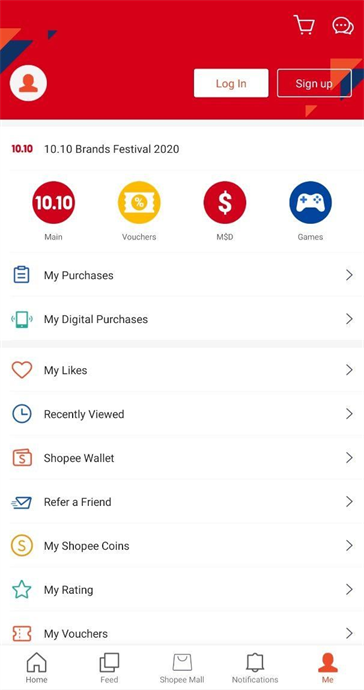 Log In
Sign up
10.10
10.10 Brands Festival 2020
10.10
%
$
Main
Vouchers
M$D
Games
My Purchases
My Digital Purchases
My Likes
Recently Viewed
Shopee Wallet
Refer a Friend
My Shopee Coins
My Rating
My Vouchers
Home
Feed
Shopee Mall
Notifications
Me